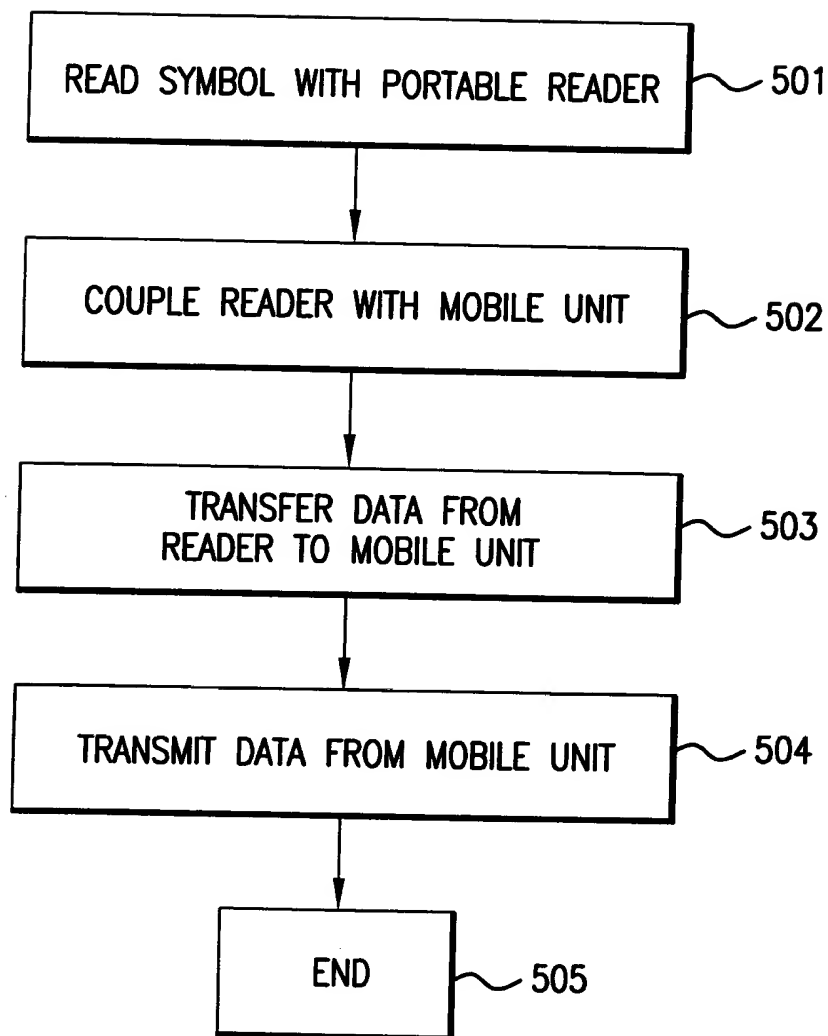 READ SYMBOL WITH PORTABLE READER
501
COUPLE READER WITH MOBILE UNIT
502
TRANSFER DATA FROM
READER TO MOBILE UNIT
503
TRANSMIT DATA FROM MOBILE UNIT
504
END
505